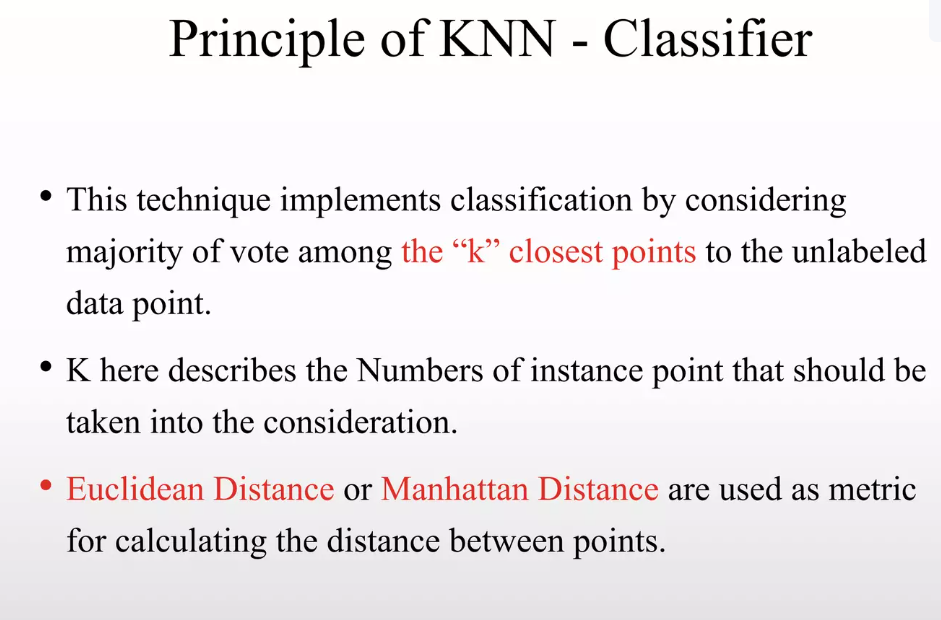 Principle of KNN - Classifier
• This technique implements classification by considering
majority of vote among the “k” closest points to the unlabeled
data point.
• K here describes the Numbers of instance point that should be
taken into the consideration.
• Euclidean Distance or Manhattan Distance are used as metric
for calculating the distance between points.